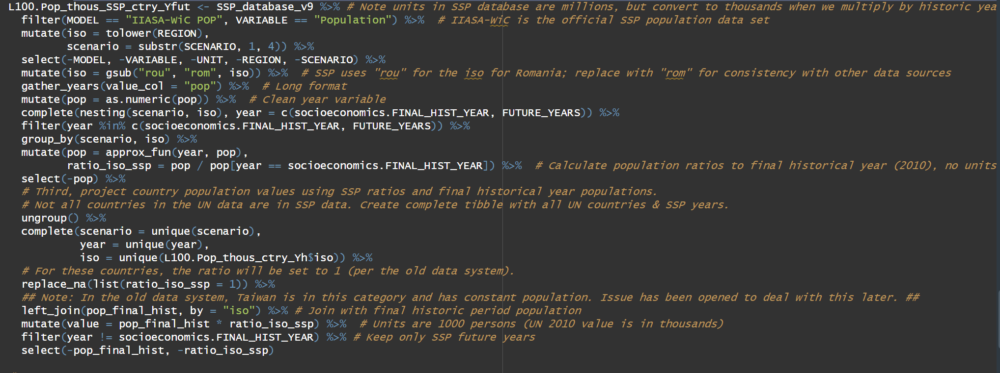 L100.Pop_thous_SSP_ctry_Yfut <- SSP_database_v9 %>% # Note units in SSP database are millions, but convert to thousands when we multiply by historic yea
filter(MODEL == "IIASA-WiC POP", VARIABLE == "Population") %>%  # IIASA-WiC is the official SSP population data set
mutate(iso = tolower(REGION),
scenario = substr(SCENARIO, 1, 4)) %>%
select(-MODEL, -VARIABLE, -UNIT, -REGION, -SCENARIO) %>%
mutate(iso = gsub("rou", "rom", iso)) %>%  # SSP uses "rou" for the iso for Romania; replace with "rom" for consistency with other data sources
gather_years(value_col = "pop") %>%  # Long format
mutate(pop = as.numeric(pop)) %>%  # Clean year variable
complete(nesting(scenario, iso), year = c(socioeconomics.FINAL_HIST_YEAR, FUTURE_YEARS)) %>%
filter(year %in% c(socioeconomics.FINAL_HIST_YEAR, FUTURE_YEARS)) %>%
group_by(scenario, iso) %>%
mutate(pop = approx_fun(year, pop),
ratio_iso_ssp = pop / pop[year == socioeconomics.FINAL_HIST_YEAR]) %>%  # Calculate population ratios to final historical year (2010), no units
select(-pop) %>%
# Third, project country population values using SSP ratios and final historical year populations.
# Not all countries in the UN data are in SSP data. Create complete tibble with all UN countries & SSP years.
ungroup() %>%
complete(scenario = unique(scenario),
year = unique(year),
iso = unique(L100.Pop_thous_ctry_Yh$iso)) %>%
# For these countries, the ratio will be set to 1 (per the old data system).
replace_na(list(ratio_iso_ssp = 1)) %>%
## Note: In the old data system, Taiwan is in this category and has constant population. Issue has been opened to deal with this later. ##
left_join(pop_final_hist, by = "iso") %>% # Join with final historic period population
mutate(value = pop_final_hist * ratio_iso_ssp) %>%  # Units are 1000 persons (UN 2010 value is in thousands)
filter(year != socioeconomics.FINAL_HIST_YEAR) %>% # Keep only SSP future years
select(-pop_final_hist, -ratio_iso_ssp)